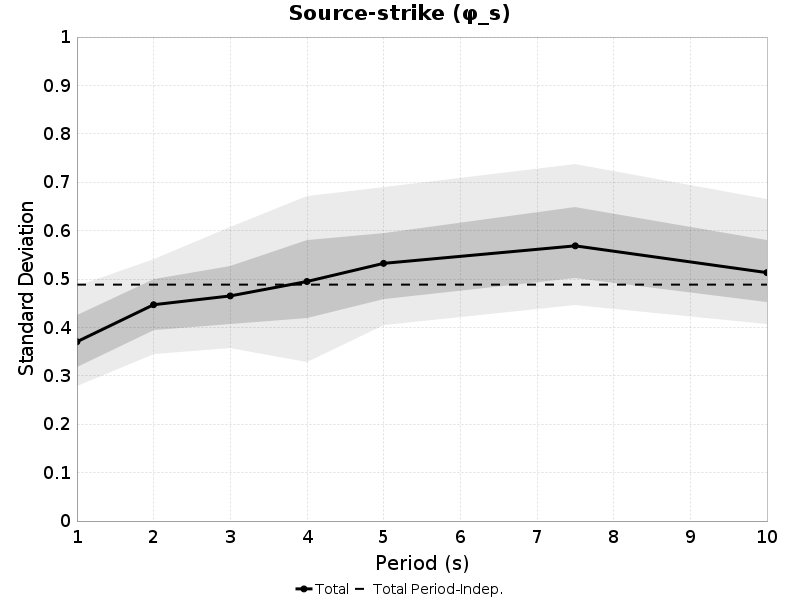 Source-strike (φ_s)
1
0.9
0.8
0.7
0.6
0.5
0.4
0.3
0.2
0.1
0
Standard Deviation
1 2 3 4 5 6 7 8 9 10
Period (s)
Total Total Period-Indep.